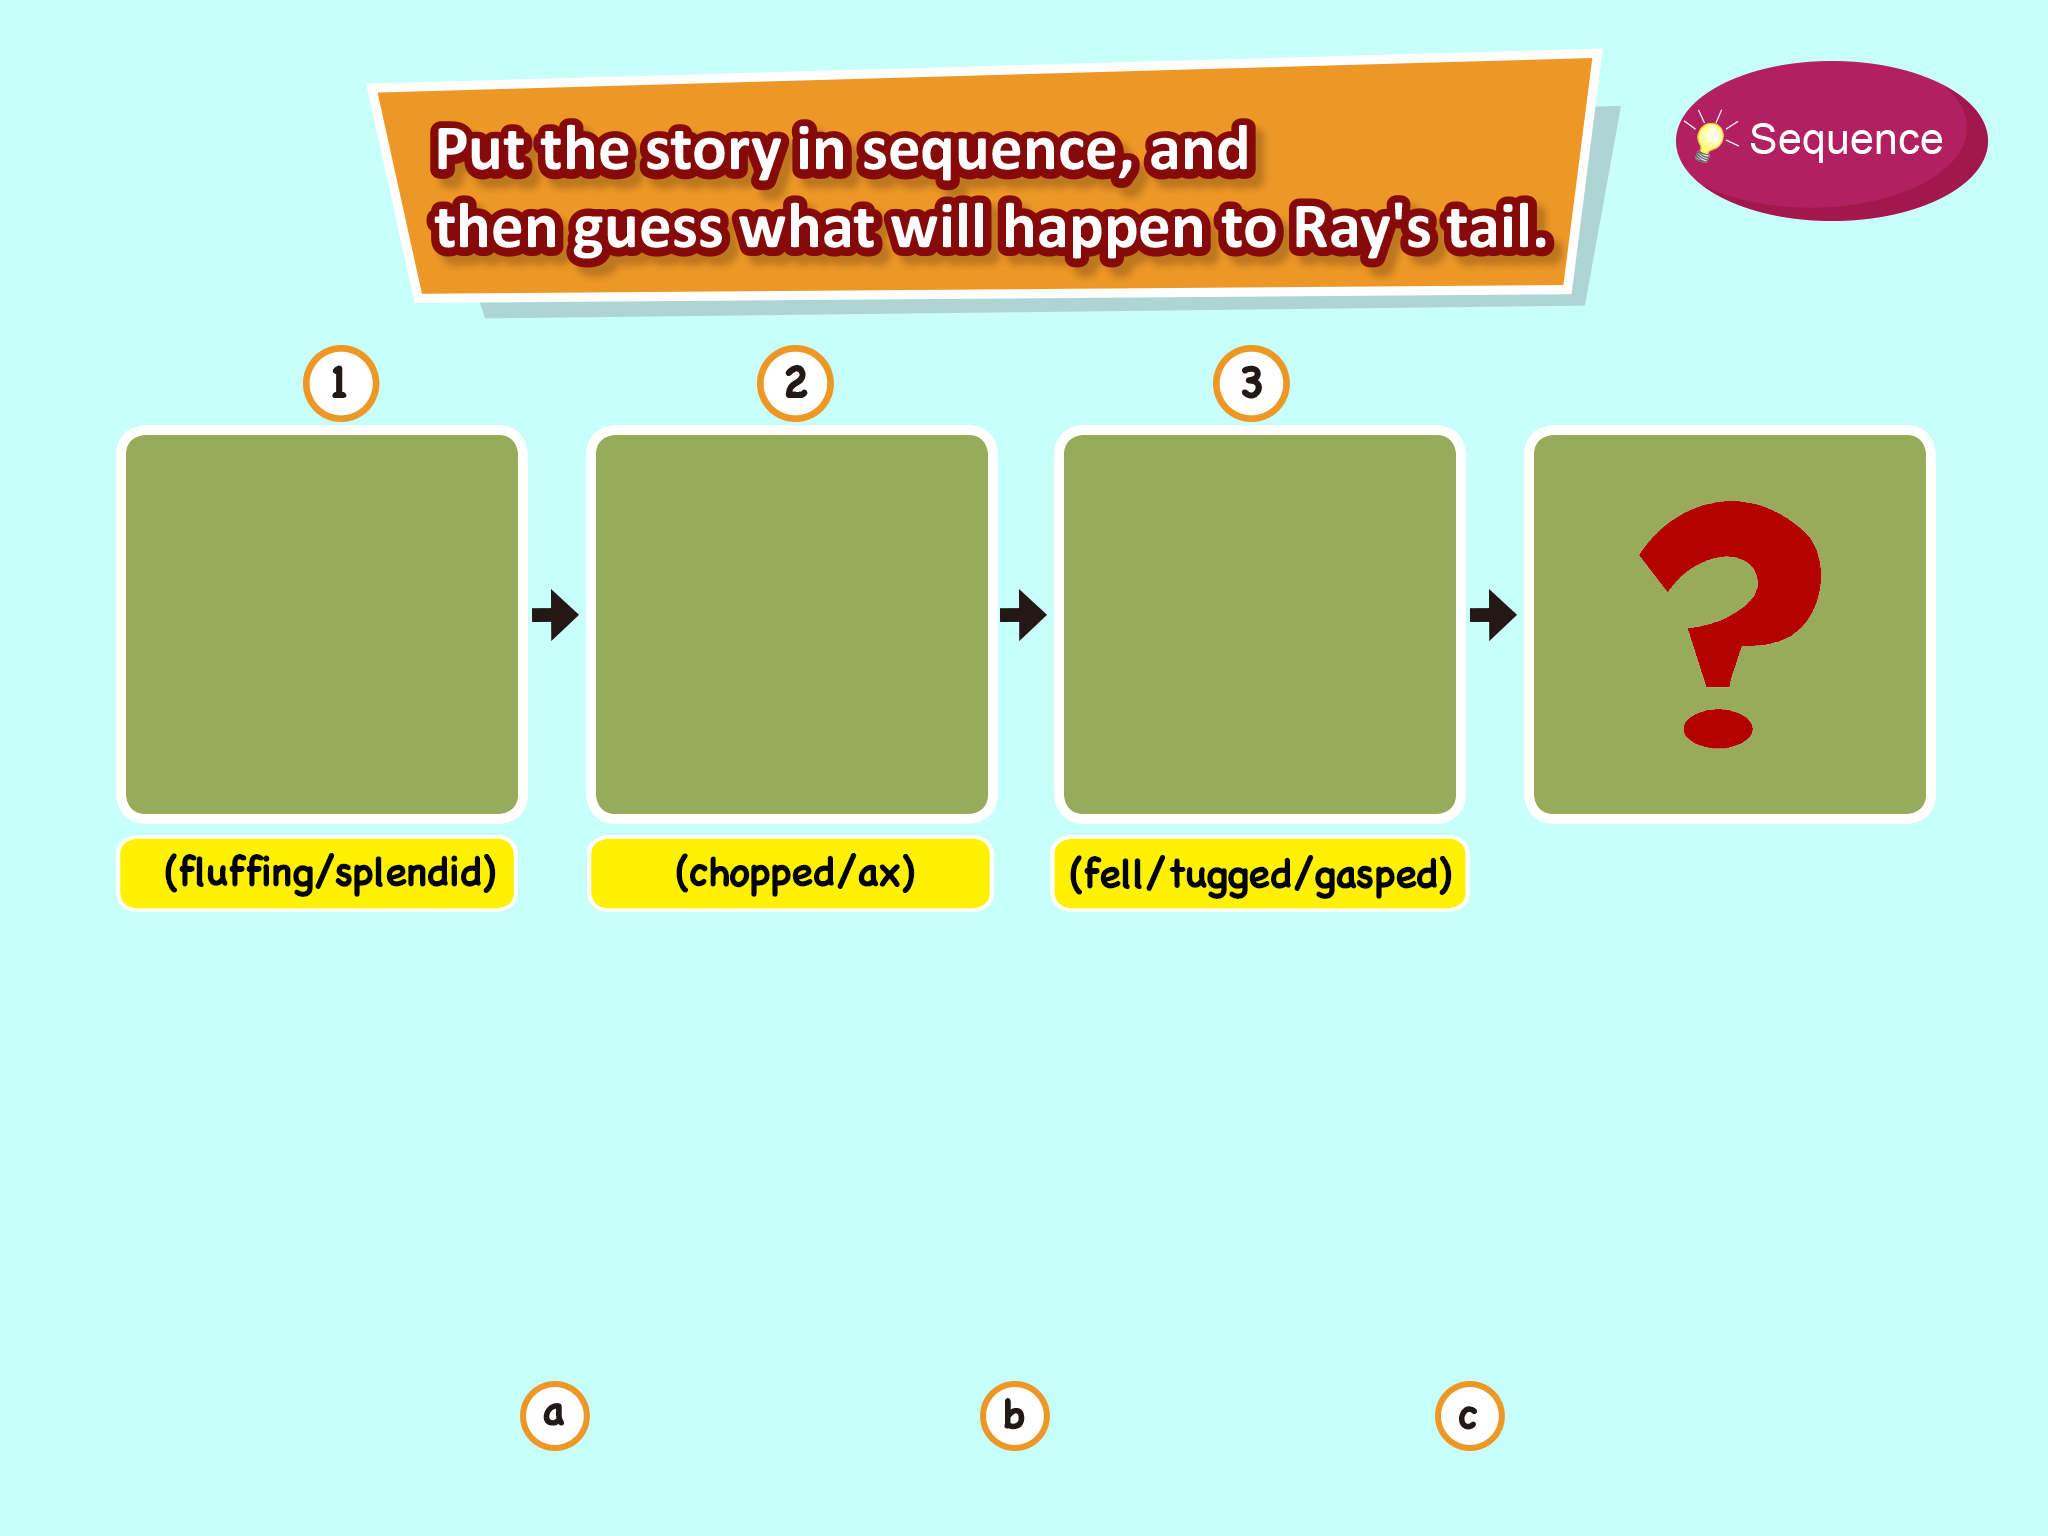 Put the story in sequence, and
then guess what will happen to Ray's tail.
Sequence
1
2
3
?
(fluffing/splendid)
(chopped/ax)
(fell/tugged/gasped)
a
b
c